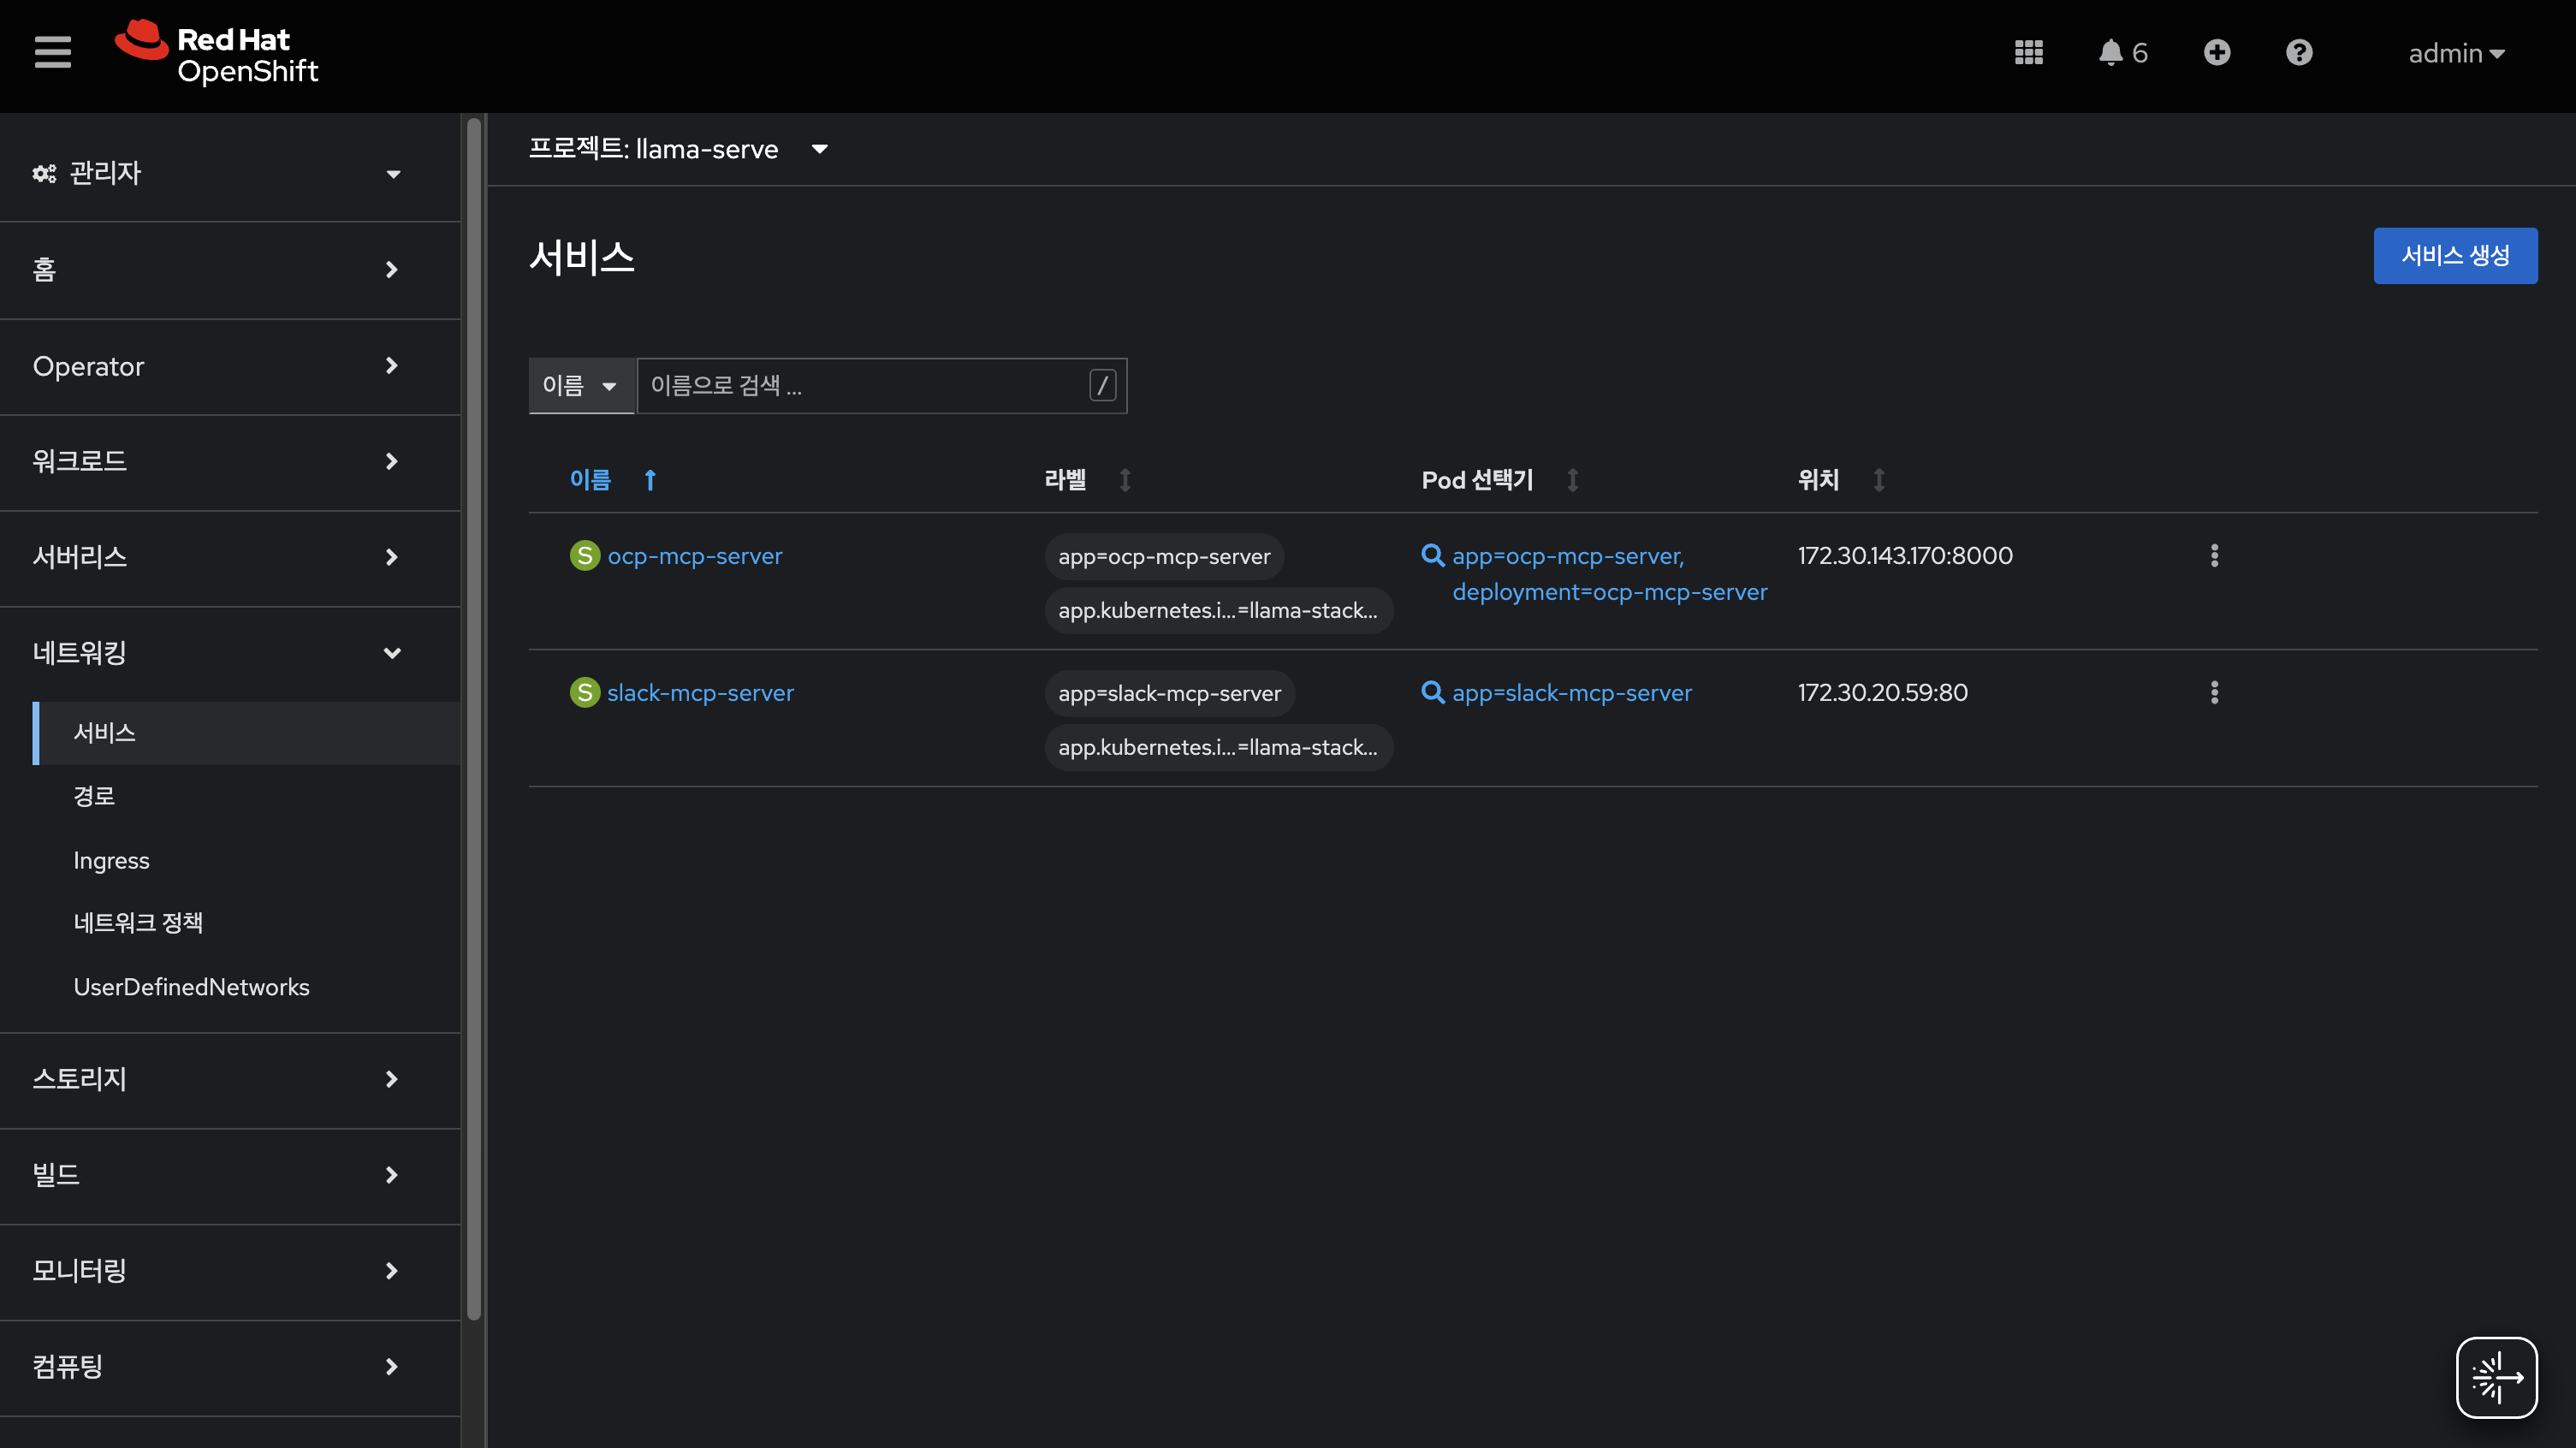 Red Hat
OpenShift
6
admin
관리자
홈
Operator
워크로드
서버리스
네트워킹
서비스
경로
Ingress
네트워크 정책
UserDefinedNetworks
스토리지
빌드
모니터링
컴퓨팅
프로젝트: llama-serve
서비스
서비스 생성
이름
이름으로 검색 ...
/
이름
라벨
Pod 선택기
위치
S ocp-mcp-server
app=ocp-mcp-server
app.kubernetes.i...=llama-stack...
app=ocp-mcp-server,
deployment=ocp-mcp-server
172.30.143.170:8000
S slack-mcp-server
app=slack-mcp-server
app.kubernetes.i...=llama-stack...
app=slack-mcp-server
172.30.20.59:80